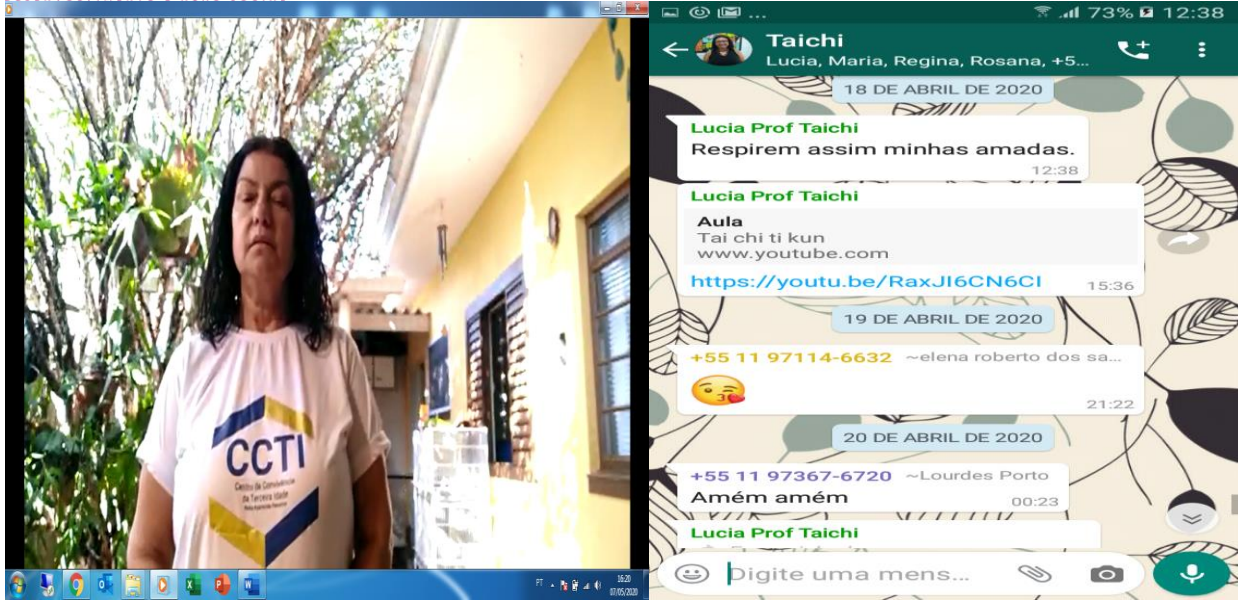 CCTI
Centro de Convivência
da Terceira Idade
PT
16:20
07/05/2020
73% 12:38
Taichi
Lucia, Maria, Regina, Rosana, +5...
18 DE ABRIL DE 2020
Lucia Prof Taichi
Respirem assim minhas amadas.
12:38
Lucia Prof Taichi
Aula
Tai chi ti kun
www.youtube.com
https://youtu.be/RaxJI6CN6CI
15:36
19 DE ABRIL DE 2020
+55 11 97114-6632 ~elena roberto dos sa...
21:22
20 DE ABRIL DE 2020
+55 11 97367-6720 ~Lourdes Porto
Amém amém
00:23
Lucia Prof Taichi
Digite uma mens...